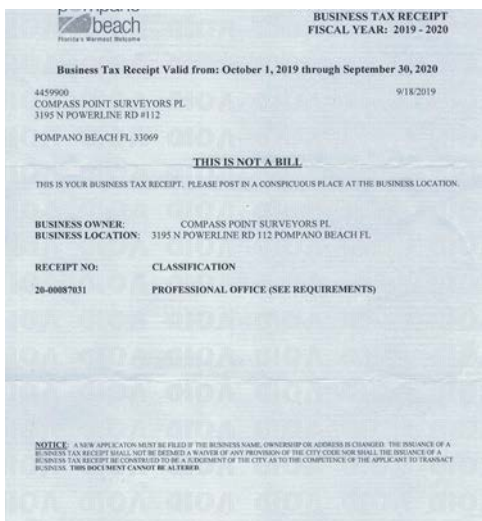 pompano
beach
Florida's Warmest Welcome
BUSINESS TAX RECEIPT
FISCAL YEAR: 2019 - 2020
Business Tax Receipt Valid from: October 1, 2019 through September 30, 2020
4459900
9/18/2019
COMPASS POINT SURVEYORS PL
3195 N POWERLINE RD #112
POMPANO BEACH FL 33069
THIS IS NOT A BILL
THIS IS YOUR BUSINESS TAX RECEIPT. PLEASE POST IN A CONSPICUOUS PLACE AT THE BUSINESS LOCATION.
BUSINESS OWNER: COMPASS POINT SURVEYORS PL
BUSINESS LOCATION: 3195 N POWERLINE RD 112 POMPANO BEACH FL
RECEIPT NO: CLASSIFICATION
20-00087031 PROFESSIONAL OFFICE (SEE REQUIREMENTS)
NOTICE: A NEW APPLICATON MUST BE FILED IF THE BUSINESS NAME, OWNERSHIP OR ADDRESS IS CHANGED. THE ISSUANCE OF A
BUSINESS TAX RECEIPT SHALL NOT BE DEEMED A WAIVER OF ANY PROVISION OF THE CITY CODE NOR SHALL THE ISSUANCE OF A
BUSINESS TAX RECEIPT BE CONSTRUED TO BE A JUDGEMENT OF THE CITY AS TO THE COMPETENCE OF THE APPLICANT TO TRANSACT
BUSINESS. THIS DOCUMENT CANNOT BE ALTERED.
VOID VOID VOID VOID